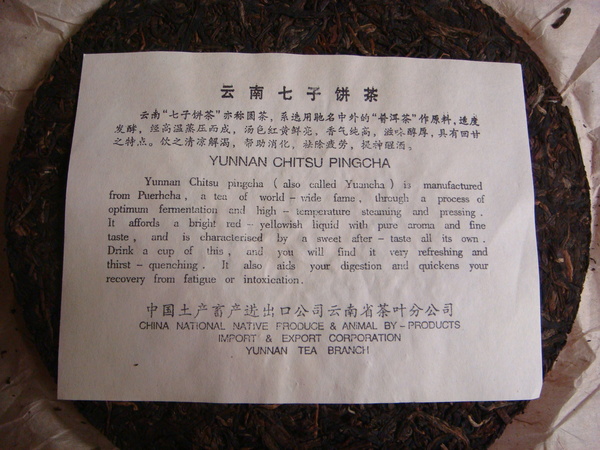 云南七子饼茶
云南“七子饼茶”亦称圆茶，系选用驰名中外的“普洱茶”作原料，适度
发酵，经高温蒸压而成，汤色红黄鲜亮，香气纯高，滋味醇厚，具有回甘
之特点。饮之清凉解渴，帮助消化，祛除疲劳，提神醒酒。
YUNNAN CHITSU PINGCHA
Yunnan Chitsu pingcha ( also called Yuancha ) is manufactured
from Puerhcha , a tea of world - wide fame, through a process of
optimum fermentation and high - temperature steaming and pressing .
It affords a bright red - yellowish liquid with pure aroma and fine
taste , and is characterised by a sweet after - taste all its own .
Drink a cup of this , and you will find it very refreshing and
thirst - quenching . It also aids your digestion and quickens your
recovery from fatigue or intoxication .
中国土产畜产进出口公司云南省茶叶分公司
CHINA NATIONAL NATIVE PRODUCE & ANIMAL BY - PRODUCTS
IMPORT & EXPORT CORPORATION
YUNNAN TEA BRANCH